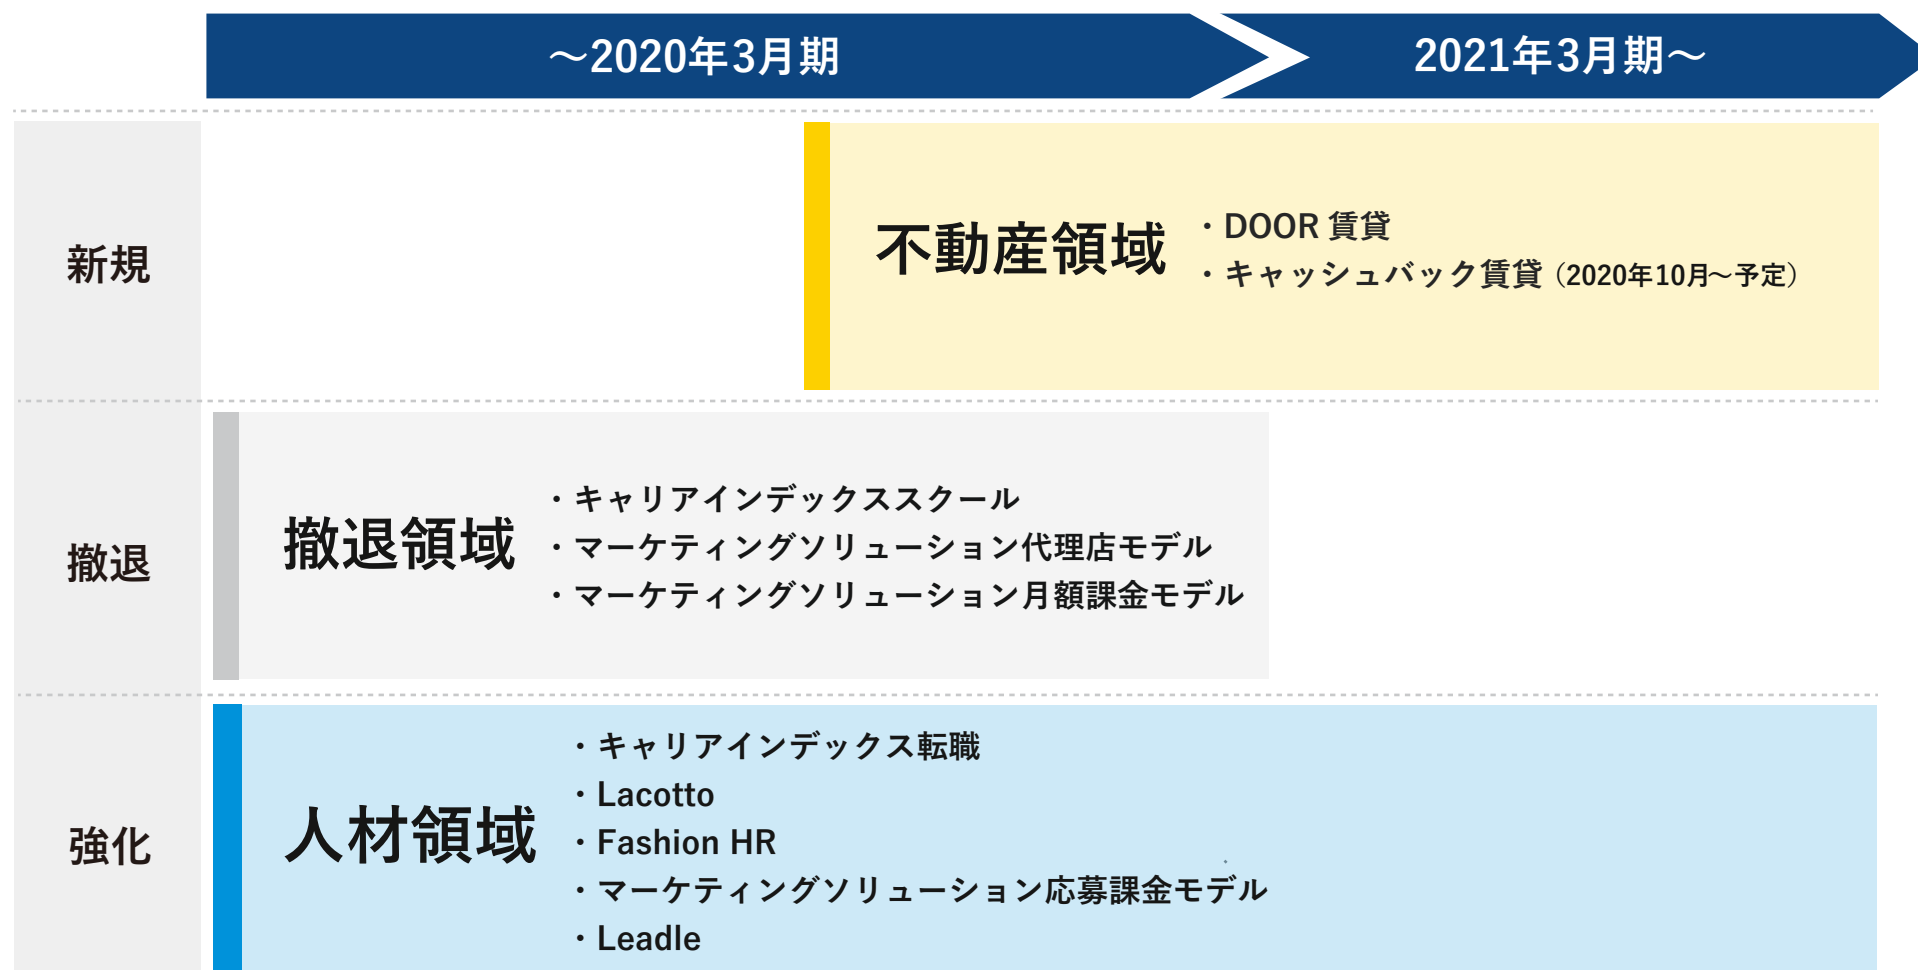 ～2020年3月期
2021年3月期～
新規
不動産領域
・DOOR 賃貸
・キャッシュバック賃貸（2020年10月～予定）
撤退
撤退領域
・キャリアインデックススクール
・マーケティングソリューション代理店モデル
・マーケティングソリューション月額課金モデル
強化
人材領域
・キャリアインデックス転職
・Lacotto
・Fashion HR
・マーケティングソリューション応募課金モデル
・Leadle